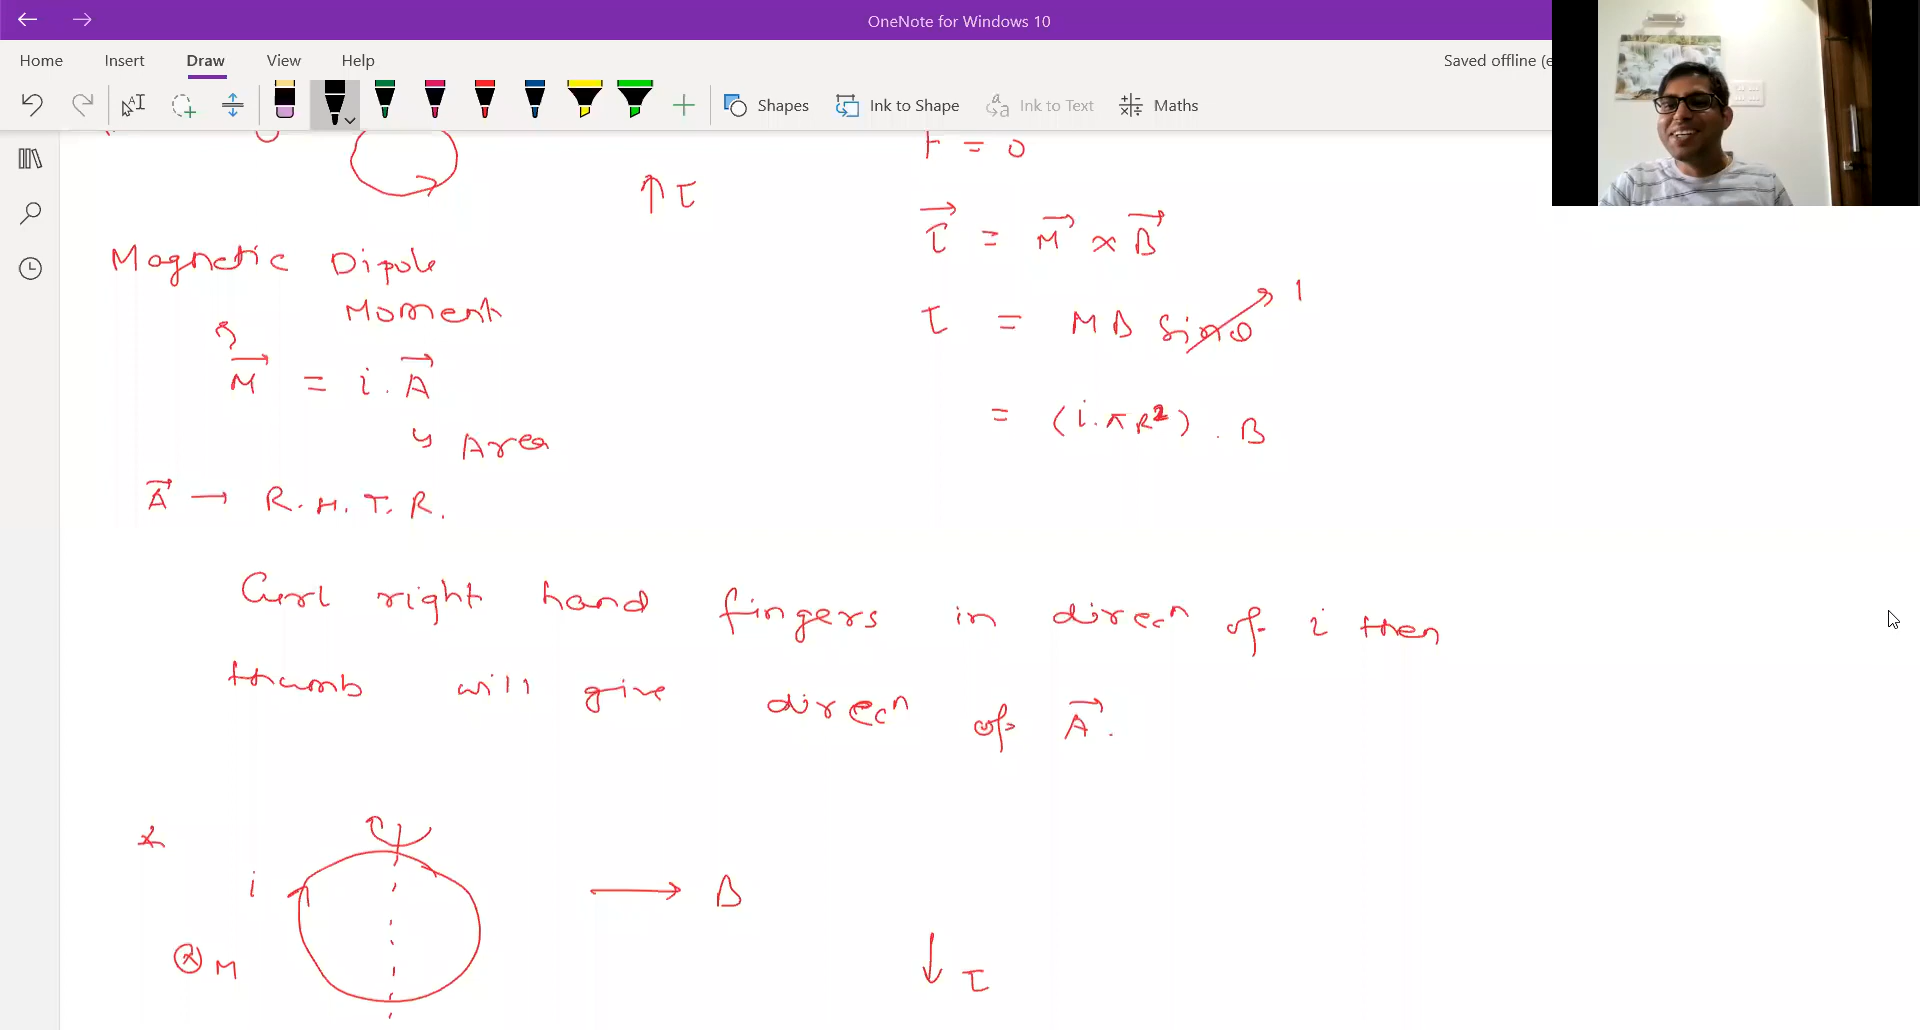 OneNote for Windows 10
Home Insert Draw View Help
Saved offline (e
Shapes Ink to Shape Ink to Text Maths
↑ τ
Magnetic Dipole
Moment
M⃗ = i . A⃗
↳ Area
A⃗ → R. H. T. R.
= 0
τ⃗ = M⃗ × B⃗
τ = M B sinθ 1
= (i . π R²) . B
Curl right hand fingers in direcⁿ of i then
thumb will give direcⁿ of A⃗.
i
→ B
⊗ M
↓ τ